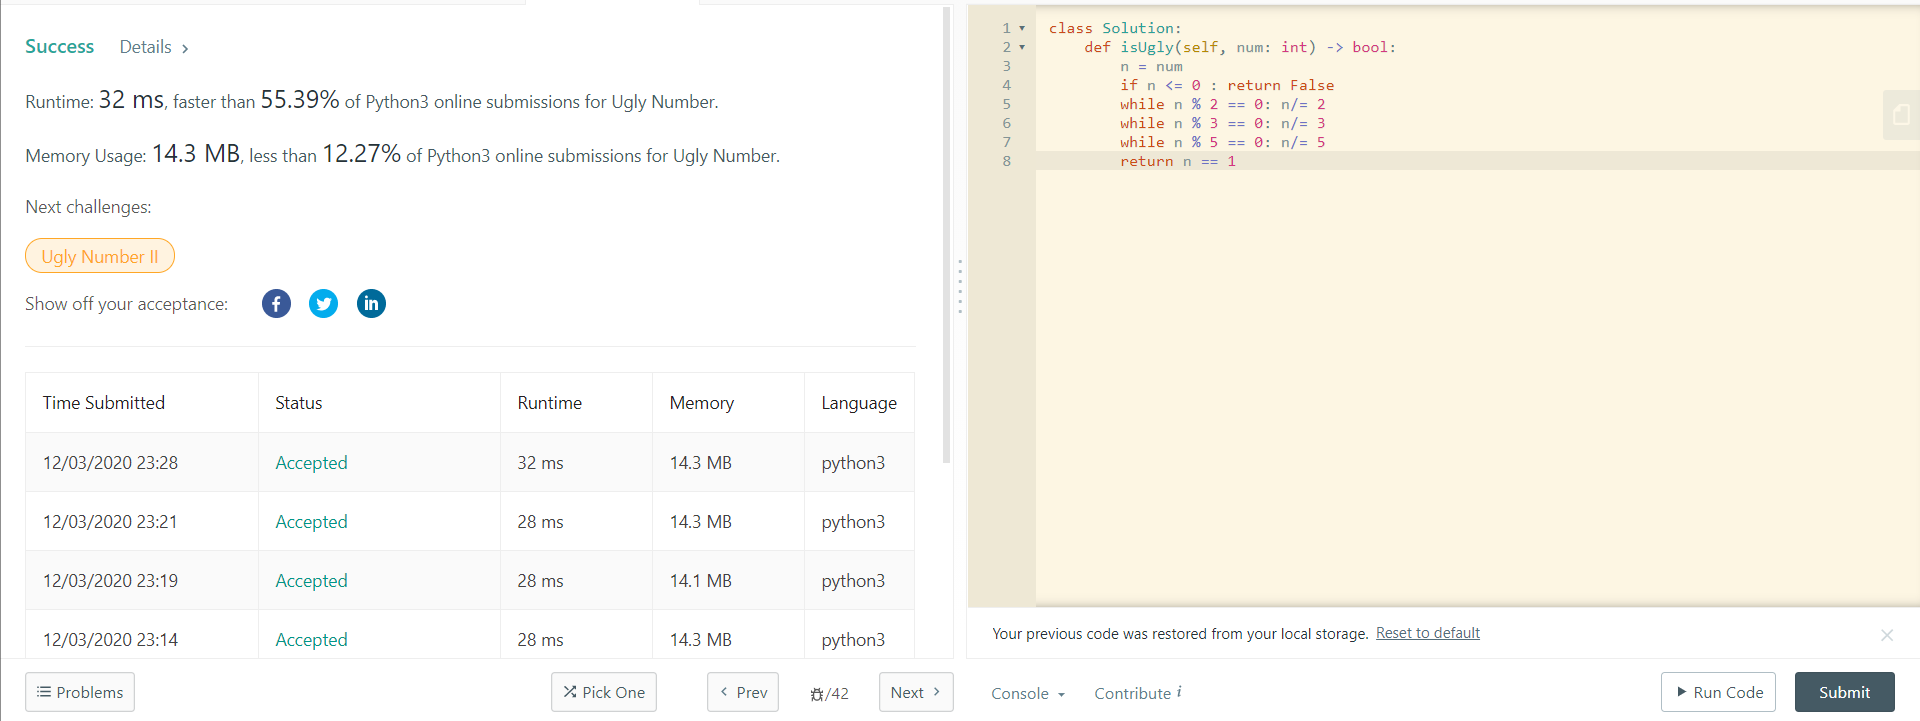 Success Details >
Runtime: 32 ms, faster than 55.39% of Python3 online submissions for Ugly Number.
Memory Usage: 14.3 MB, less than 12.27% of Python3 online submissions for Ugly Number.
Next challenges:
Ugly Number II
Show off your acceptance:
Time Submitted Status Runtime Memory Language
12/03/2020 23:28 Accepted 32 ms 14.3 MB python3
12/03/2020 23:21 Accepted 28 ms 14.3 MB python3
12/03/2020 23:19 Accepted 28 ms 14.1 MB python3
12/03/2020 23:14 Accepted 28 ms 14.3 MB python3
Problems Pick One < Prev /42 Next >
1 class Solution:
2 def isUgly(self, num: int) -> bool:
3 n = num
4 if n <= 0 : return False
5 while n % 2 == 0: n/= 2
6 while n % 3 == 0: n/= 3
7 while n % 5 == 0: n/= 5
8 return n == 1
Your previous code was restored from your local storage. Reset to default
Console Contribute i Run Code Submit